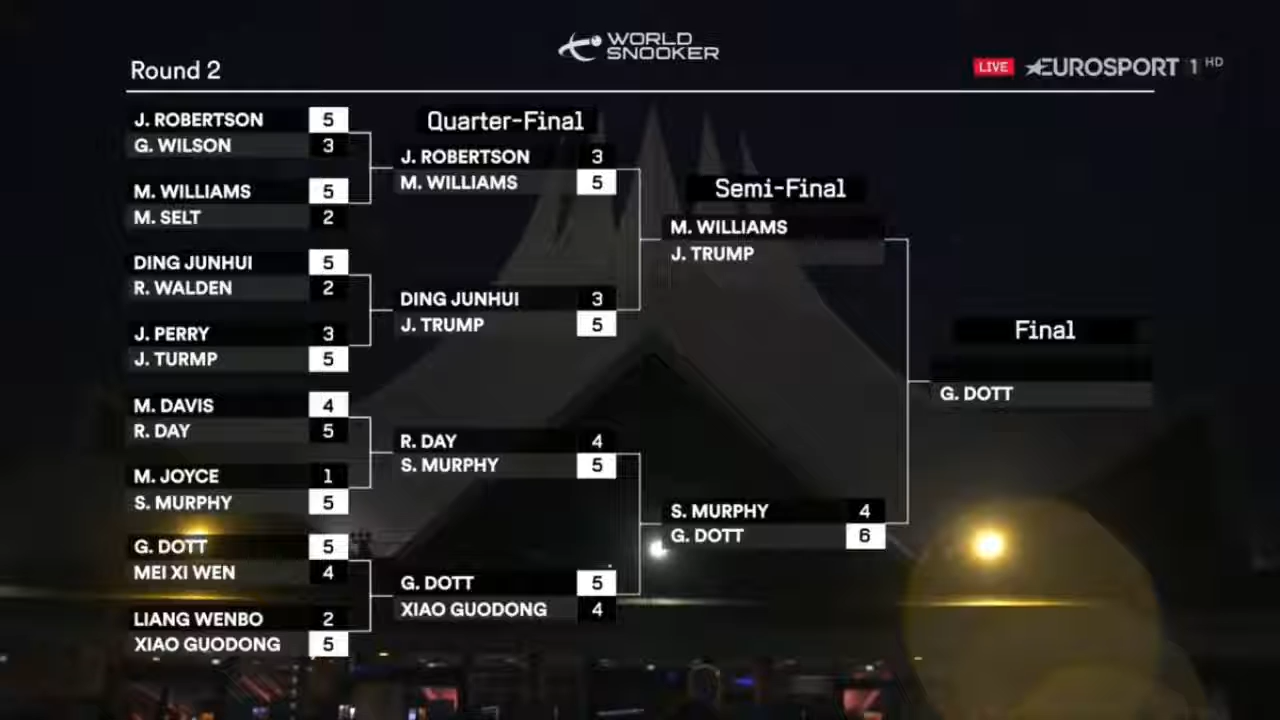 WORLD
SNOOKER
Round 2
LIVE EUROSPORT 1 HD
J. ROBERTSON 5
G. WILSON 3
M. WILLIAMS 5
M. SELT 2
DING JUNHUI 5
R. WALDEN 2
J. PERRY 3
J. TURMP 5
M. DAVIS 4
R. DAY 5
M. JOYCE 1
S. MURPHY 5
G. DOTT 5
MEI XI WEN 4
LIANG WENBO 2
XIAO GUODONG 5
Quarter-Final
J. ROBERTSON 3
M. WILLIAMS 5
DING JUNHUI 3
J. TRUMP 5
R. DAY 4
S. MURPHY 5
G. DOTT 5
XIAO GUODONG 4
Semi-Final
M. WILLIAMS
J. TRUMP
S. MURPHY 4
G. DOTT 6
Final
G. DOTT